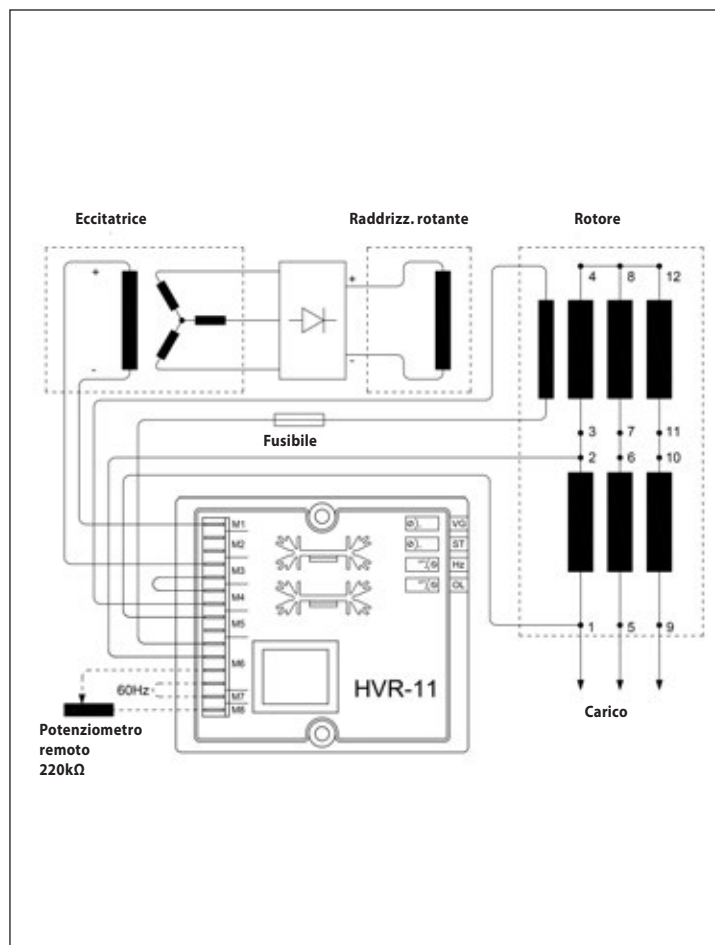 Eccitatrice
Raddrizz. rotante
Rotore
+
-
+
-
4 8 12
Fusibile
3 7 11
2 6 10
M1
M2
M3
M4
M5
M6
M7
M8
VG
ST
Hz
OL
60Hz
HVR-11
1 5 9
Carico
Potenziometro
remoto
220kΩ